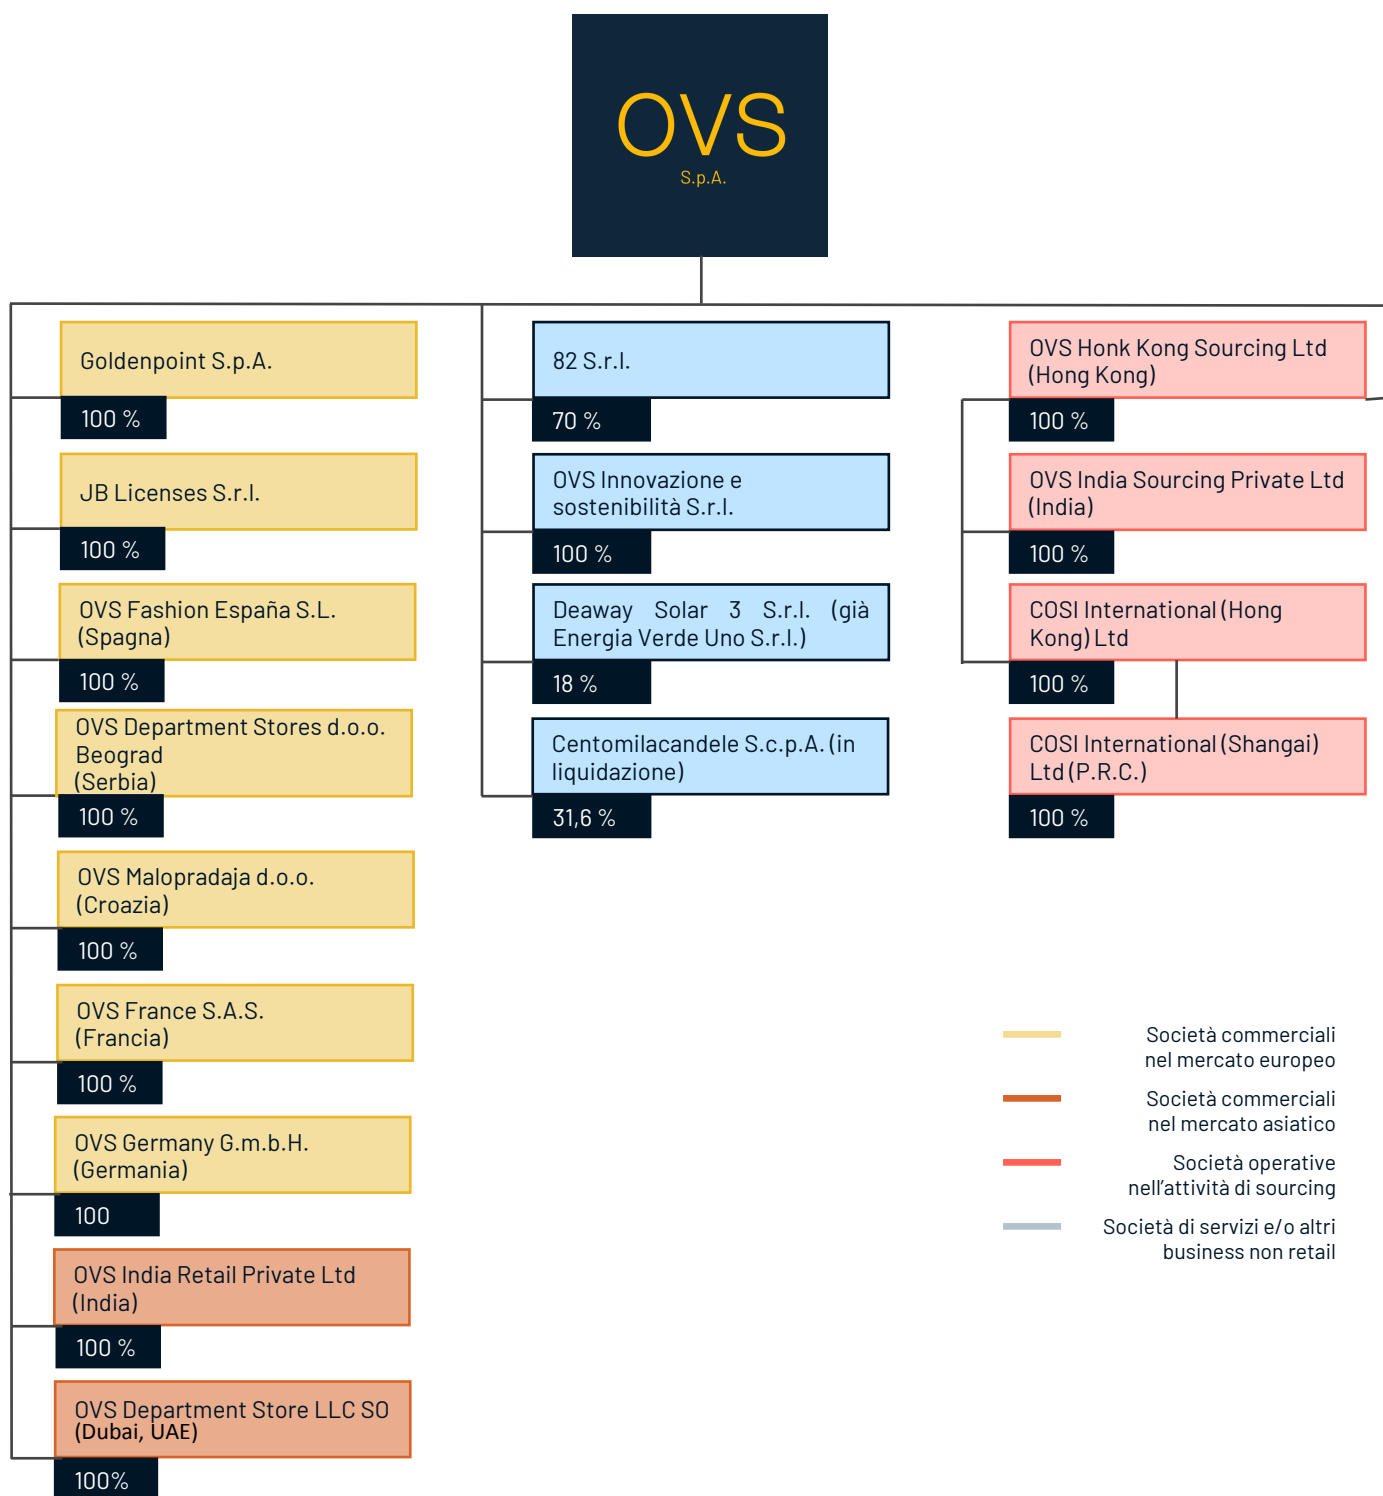 OVS
S.p.A.
Goldenpoint S.p.A.
100 %
JB Licenses S.r.l.
100 %
OVS Fashion España S.L.
(Spagna)
100 %
OVS Department Stores d.o.o.
Beograd
(Serbia)
100 %
OVS Malopradaja d.o.o.
(Croazia)
100 %
OVS France S.A.S.
(Francia)
100 %
OVS Germany G.m.b.H.
(Germania)
100
OVS India Retail Private Ltd
(India)
100 %
OVS Department Store LLC SO
(Dubai, UAE)
100%
82 S.r.l.
70 %
OVS Innovazione e
sostenibilità S.r.l.
100 %
Deaway Solar 3 S.r.l. (già
Energia Verde Uno S.r.l.)
18 %
Centomilacandele S.c.p.A. (in
liquidazione)
31,6 %
OVS Honk Kong Sourcing Ltd
(Hong Kong)
100 %
OVS India Sourcing Private Ltd
(India)
100 %
COSI International (Hong
Kong) Ltd
100 %
COSI International (Shangai)
Ltd (P.R.C.)
100 %
Società commerciali
nel mercato europeo
Società commerciali
nel mercato asiatico
Società operative
nell'attività di sourcing
Società di servizi e/o altri
business non retail